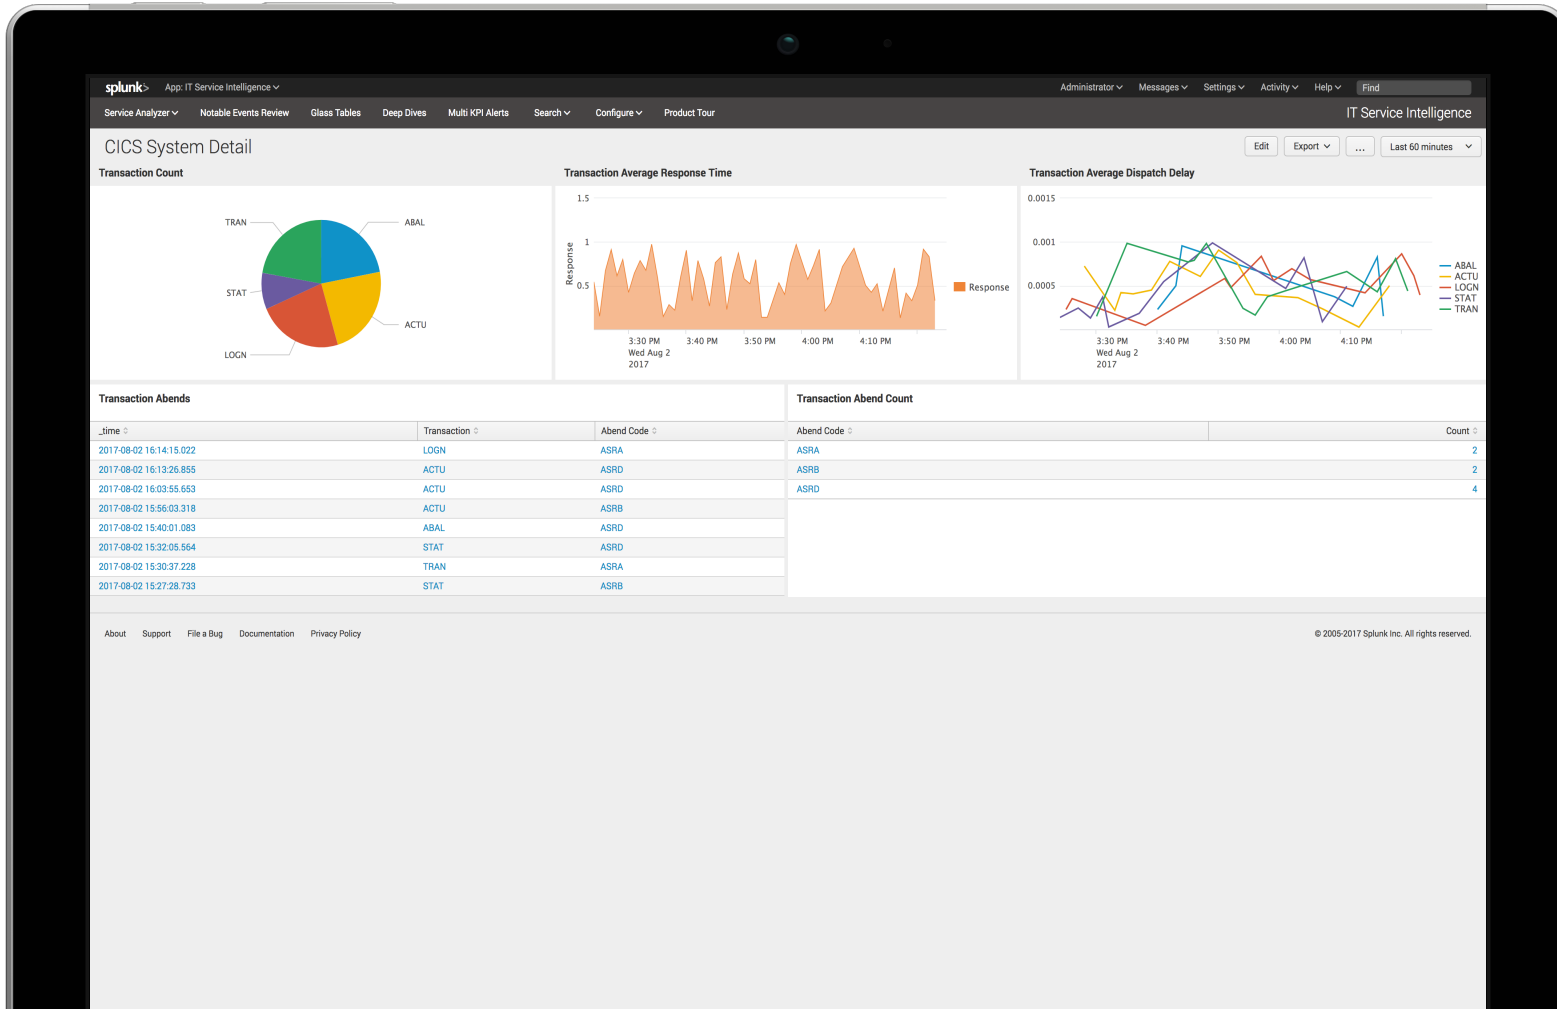 splunk> App: IT Service Intelligence Administrator Messages Settings Activity Help Find
Service Analyzer Notable Events Review Glass Tables Deep Dives Multi KPI Alerts Search Configure Product Tour IT Service Intelligence
CICS System Detail Edit Export ... Last 60 minutes
Transaction Count
TRAN
ABAL
STAT
ACTU
LOGN
Transaction Average Response Time
1.5
1
0.5
Response
Response
3:30 PM 3:40 PM 3:50 PM 4:00 PM 4:10 PM
Wed Aug 2
2017
Transaction Average Dispatch Delay
0.0015
0.001
0.0005
ABAL
ACTU
LOGN
STAT
TRAN
3:30 PM 3:40 PM 3:50 PM 4:00 PM 4:10 PM
Wed Aug 2
2017
Transaction Abends
_time Transaction Abend Code
2017-08-02 16:14:15.022 LOGN ASRA
2017-08-02 16:13:26.855 ACTU ASRD
2017-08-02 16:03:55.653 ACTU ASRD
2017-08-02 15:56:03.318 ACTU ASRB
2017-08-02 15:40:01.083 ABAL ASRD
2017-08-02 15:32:05.564 STAT ASRD
2017-08-02 15:30:37.228 TRAN ASRA
2017-08-02 15:27:28.733 STAT ASRB
Transaction Abend Count
Abend Code Count
ASRA 2
ASRB 2
ASRD 4
About Support File a Bug Documentation Privacy Policy © 2005-2017 Splunk Inc. All rights reserved.